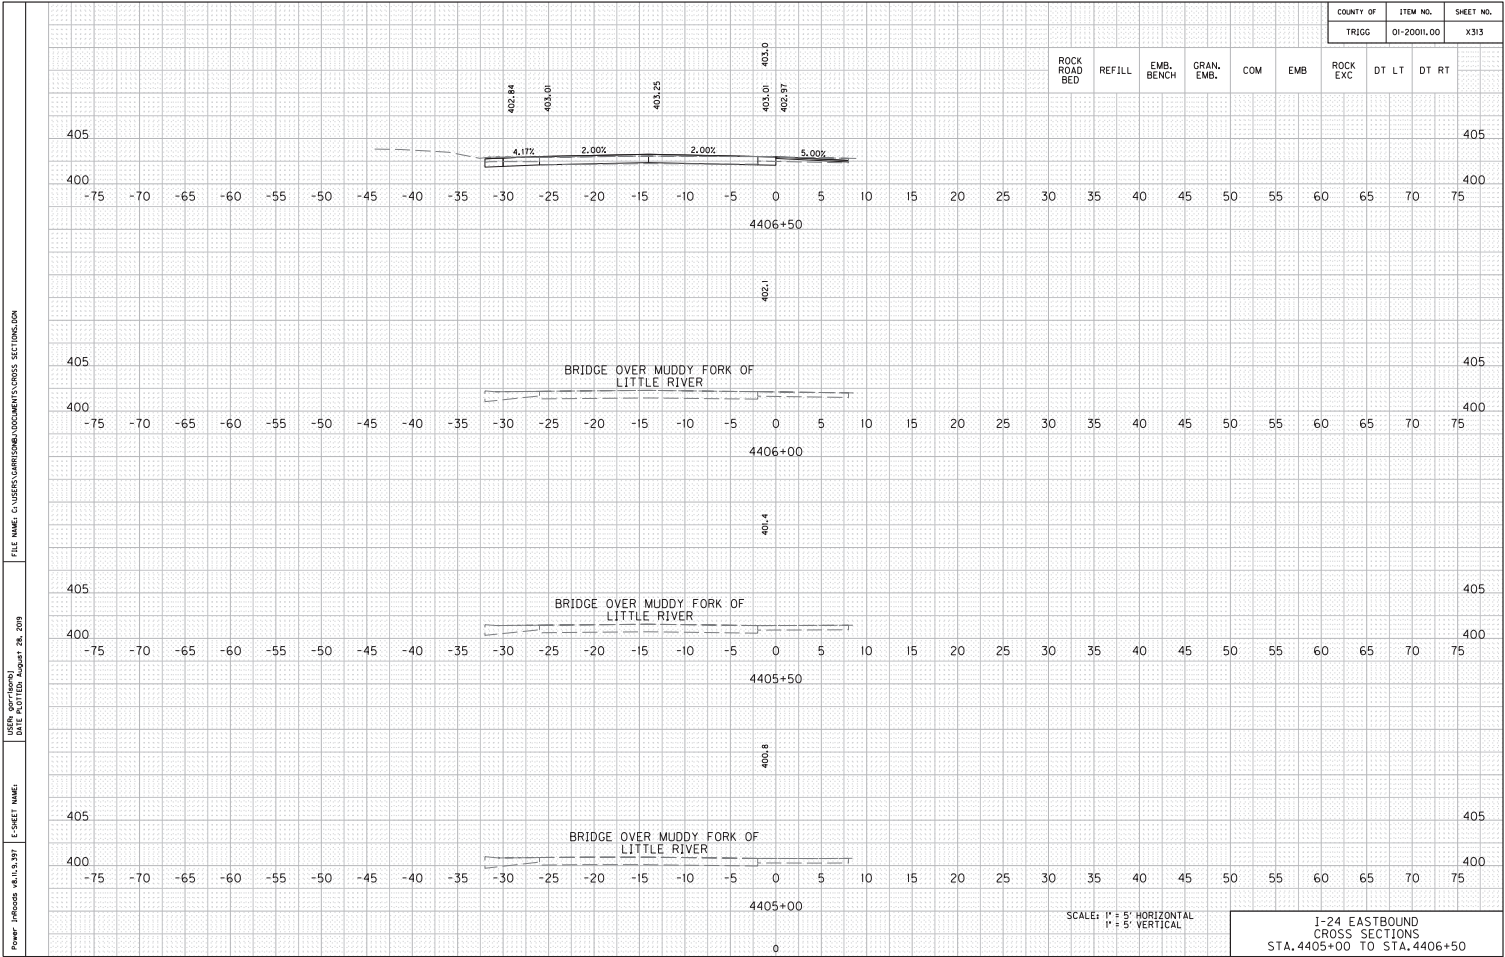 COUNTY OF ITEM NO. SHEET NO.
TRIGG 01-20011.00 X313
ROCK ROAD BED REFILL EMB. BENCH GRAN. EMB. COM EMB ROCK EXC DT LT DT RT
403.0
402.84 403.01 403.25 403.01 402.97
405 405
4.17% 2.00% 2.00% 5.00%
400 400
-75 -70 -65 -60 -55 -50 -45 -40 -35 -30 -25 -20 -15 -10 -5 0 5 10 15 20 25 30 35 40 45 50 55 60 65 70 75
4406+50
402.1
405 405
BRIDGE OVER MUDDY FORK OF
LITTLE RIVER
400 400
-75 -70 -65 -60 -55 -50 -45 -40 -35 -30 -25 -20 -15 -10 -5 0 5 10 15 20 25 30 35 40 45 50 55 60 65 70 75
4406+00
401.4
405 405
BRIDGE OVER MUDDY FORK OF
LITTLE RIVER
400 400
-75 -70 -65 -60 -55 -50 -45 -40 -35 -30 -25 -20 -15 -10 -5 0 5 10 15 20 25 30 35 40 45 50 55 60 65 70 75
4405+50
400.8
405 405
BRIDGE OVER MUDDY FORK OF
LITTLE RIVER
400 400
-75 -70 -65 -60 -55 -50 -45 -40 -35 -30 -25 -20 -15 -10 -5 0 5 10 15 20 25 30 35 40 45 50 55 60 65 70 75
4405+00
0
SCALE: 1" = 5' HORIZONTAL
1" = 5' VERTICAL
I-24 EASTBOUND
CROSS SECTIONS
STA.4405+00 TO STA.4406+50
FILE NAME: C:\USERS\GARRISONBJ\DOCUMENTS\CROSS SECTIONS.DGN
USER: garrisonbj
DATE PLOTTED: August 28, 2019
E-SHEET NAME:
Power InRoads v8.11.9.397